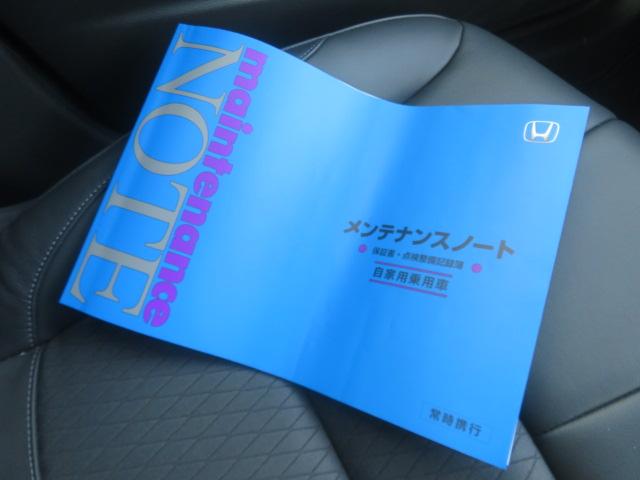 maintenance
NOTE
メンテナンスノート
保証書・点検整備記録簿
自家用乗用車
常時携行